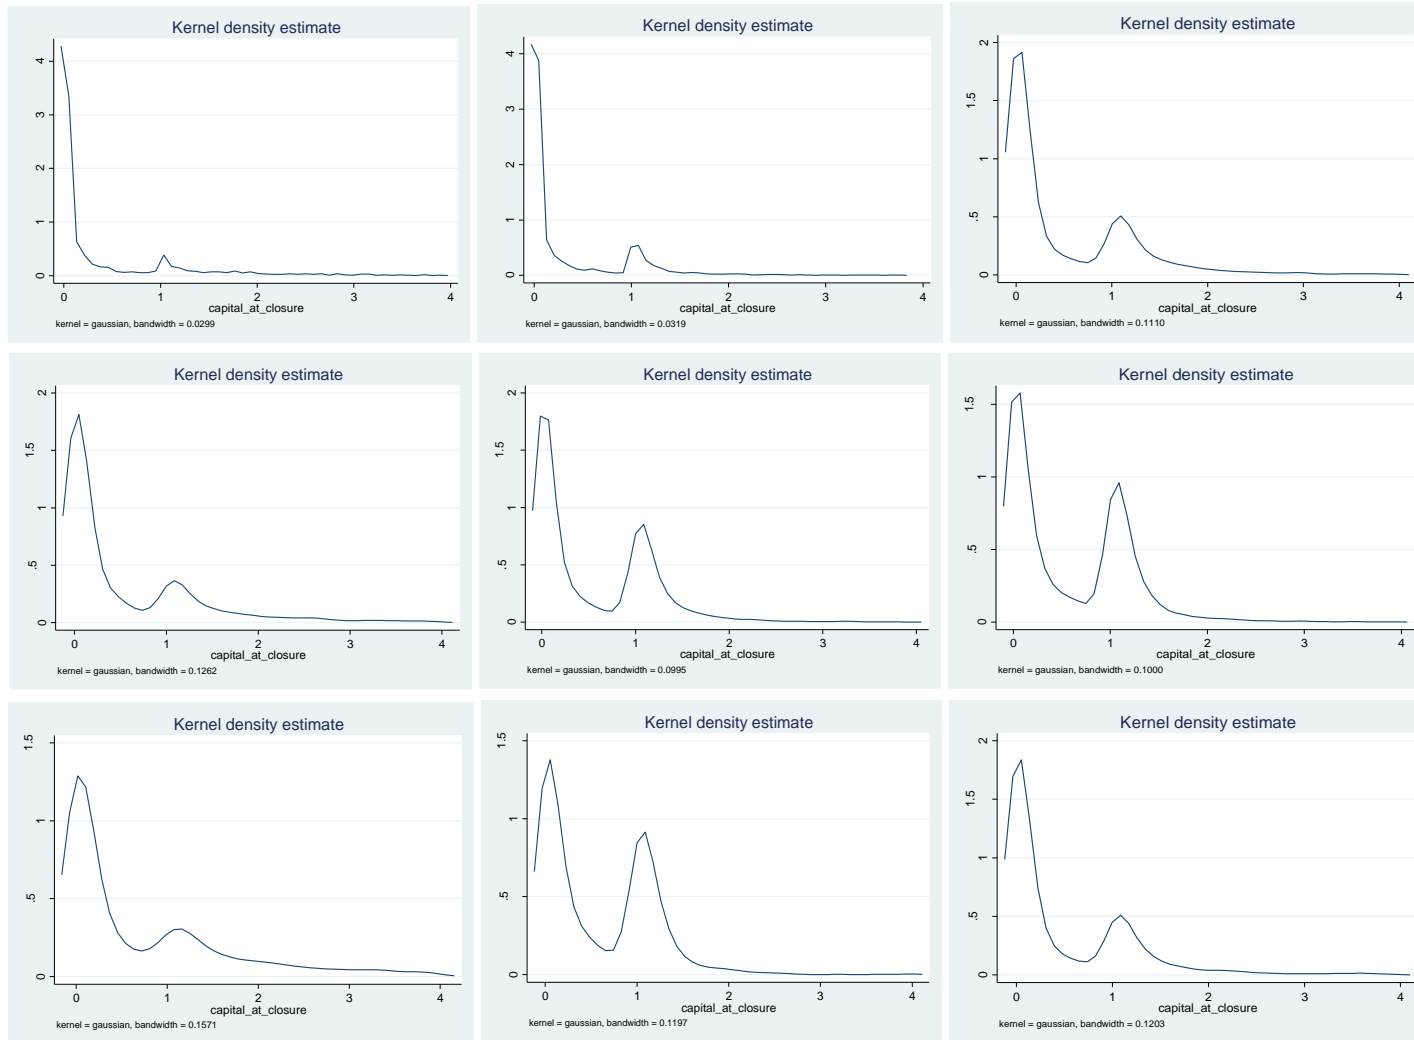 Kernel density estimate
4
3
2
1
0
0 1 2 3 4
capital_at_closure
kernel = gaussian, bandwidth = 0.0299
Kernel density estimate
4
3
2
1
0
0 1 2 3 4
capital_at_closure
kernel = gaussian, bandwidth = 0.0319
Kernel density estimate
2
1.5
1
.5
0
0 1 2 3 4
capital_at_closure
kernel = gaussian, bandwidth = 0.1110
Kernel density estimate
2
1.5
1
.5
0
0 1 2 3 4
capital_at_closure
kernel = gaussian, bandwidth = 0.1262
Kernel density estimate
2
1.5
1
.5
0
0 1 2 3 4
capital_at_closure
kernel = gaussian, bandwidth = 0.0995
Kernel density estimate
1.5
1
.5
0
0 1 2 3 4
capital_at_closure
kernel = gaussian, bandwidth = 0.1000
Kernel density estimate
1.5
1
.5
0
0 1 2 3 4
capital_at_closure
kernel = gaussian, bandwidth = 0.1571
Kernel density estimate
1.5
1
.5
0
0 1 2 3 4
capital_at_closure
kernel = gaussian, bandwidth = 0.1197
Kernel density estimate
2
1.5
1
.5
0
0 1 2 3 4
capital_at_closure
kernel = gaussian, bandwidth = 0.1203